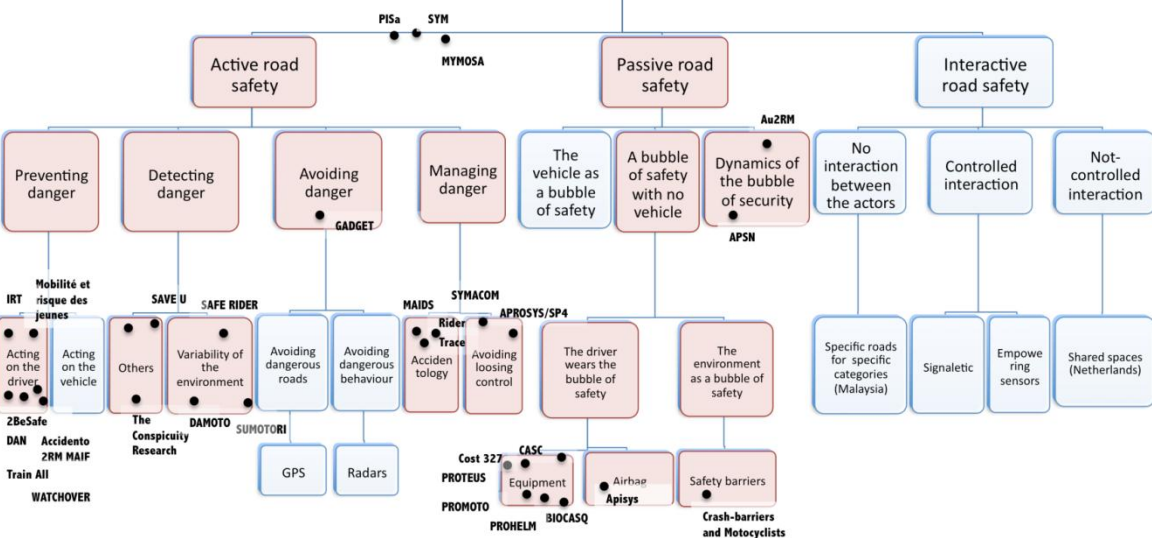 PISa
SYM
MYMOSA
Active road
safety
Passive road
safety
Interactive
road safety
Preventing
danger
Detecting
danger
Avoiding
danger
GADGET
Managing
danger
The
vehicle as
a bubble
of safety
A bubble
of safety
with no
vehicle
Au2RM
Dynamics of
the bubble
of security
APSN
No
interaction
between
the actors
Controlled
interaction
Not-
controlled
interaction
IRT
Mobilité et
risque des
jeunes
SAVE U
SAFE RIDER
MAIDS
SYMACOM
Rider
Trace
APROSYS/SP4
Acting
on the
driver
Acting
on the
vehicle
Others
Variability of
the
environment
Avoiding
dangerous
roads
Avoiding
dangerous
behaviour
Acciden
tology
Avoiding
loosing
control
The driver
wears the
bubble of
safety
The
environment
as a bubble of
safety
Specific roads
for specific
categories
(Malaysia)
Signaletic
Empowe
ring
sensors
Shared spaces
(Netherlands)
2BeSafe
DAN
Accidento
2RM MAIF
Train All
WATCHOVER
The
Conspicuity
Research
DAMOTO
SUMOTORI
GPS
Radars
Cost 327
CASC
PROTEUS
PROMOTO
PROHELM
BIOCASQ
Equipment
Airbag
Apisys
Safety barriers
Crash-barriers
and Motocyclists